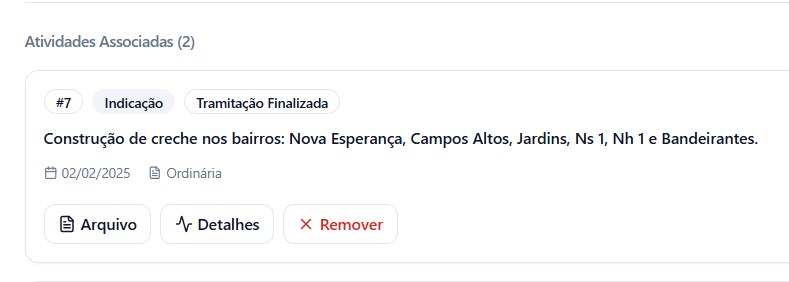 Atividades Associadas (2)
#7 Indicação Tramitação Finalizada
Construção de creche nos bairros: Nova Esperança, Campos Altos, Jardins, Ns 1, Nh 1 e Bandeirantes.
02/02/2025 Ordinária
Arquivo Detalhes Remover